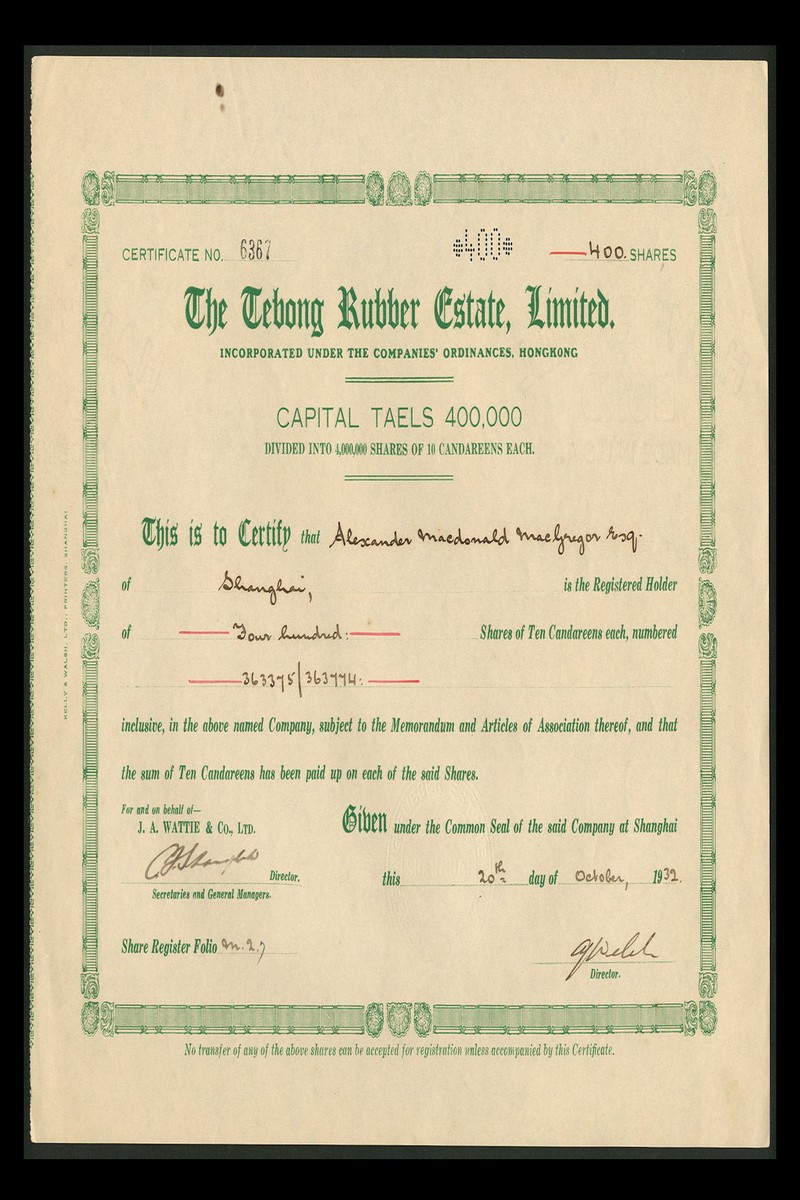 CERTIFICATE NO. 6367 *400* 400. SHARES
The Tebong Rubber Estate, Limited.
INCORPORATED UNDER THE COMPANIES' ORDINANCES, HONGKONG
CAPITAL TAELS 400,000
DIVIDED INTO 4,000,000 SHARES OF 10 CANDAREENS EACH.
This is to Certify that Alexander Macdonald MacGregor Esq.
of Shanghai, is the Registered Holder
of Four hundred: Shares of Ten Candareens each, numbered
363375/363774:
inclusive, in the above named Company, subject to the Memorandum and Articles of Association thereof, and that
the sum of Ten Candareens has been paid up on each of the said Shares.
For and on behalf of—
J. A. WATTIE & CO., LTD.
Given under the Common Seal of the said Company at Shanghai
Director.
this 20th day of October, 1932.
Secretaries and General Managers.
Share Register Folio M. 27
Director.
No transfer of any of the above shares can be accepted for registration unless accompanied by this Certificate.
KELLY & WALSH, LTD., PRINTERS, SHANGHAI